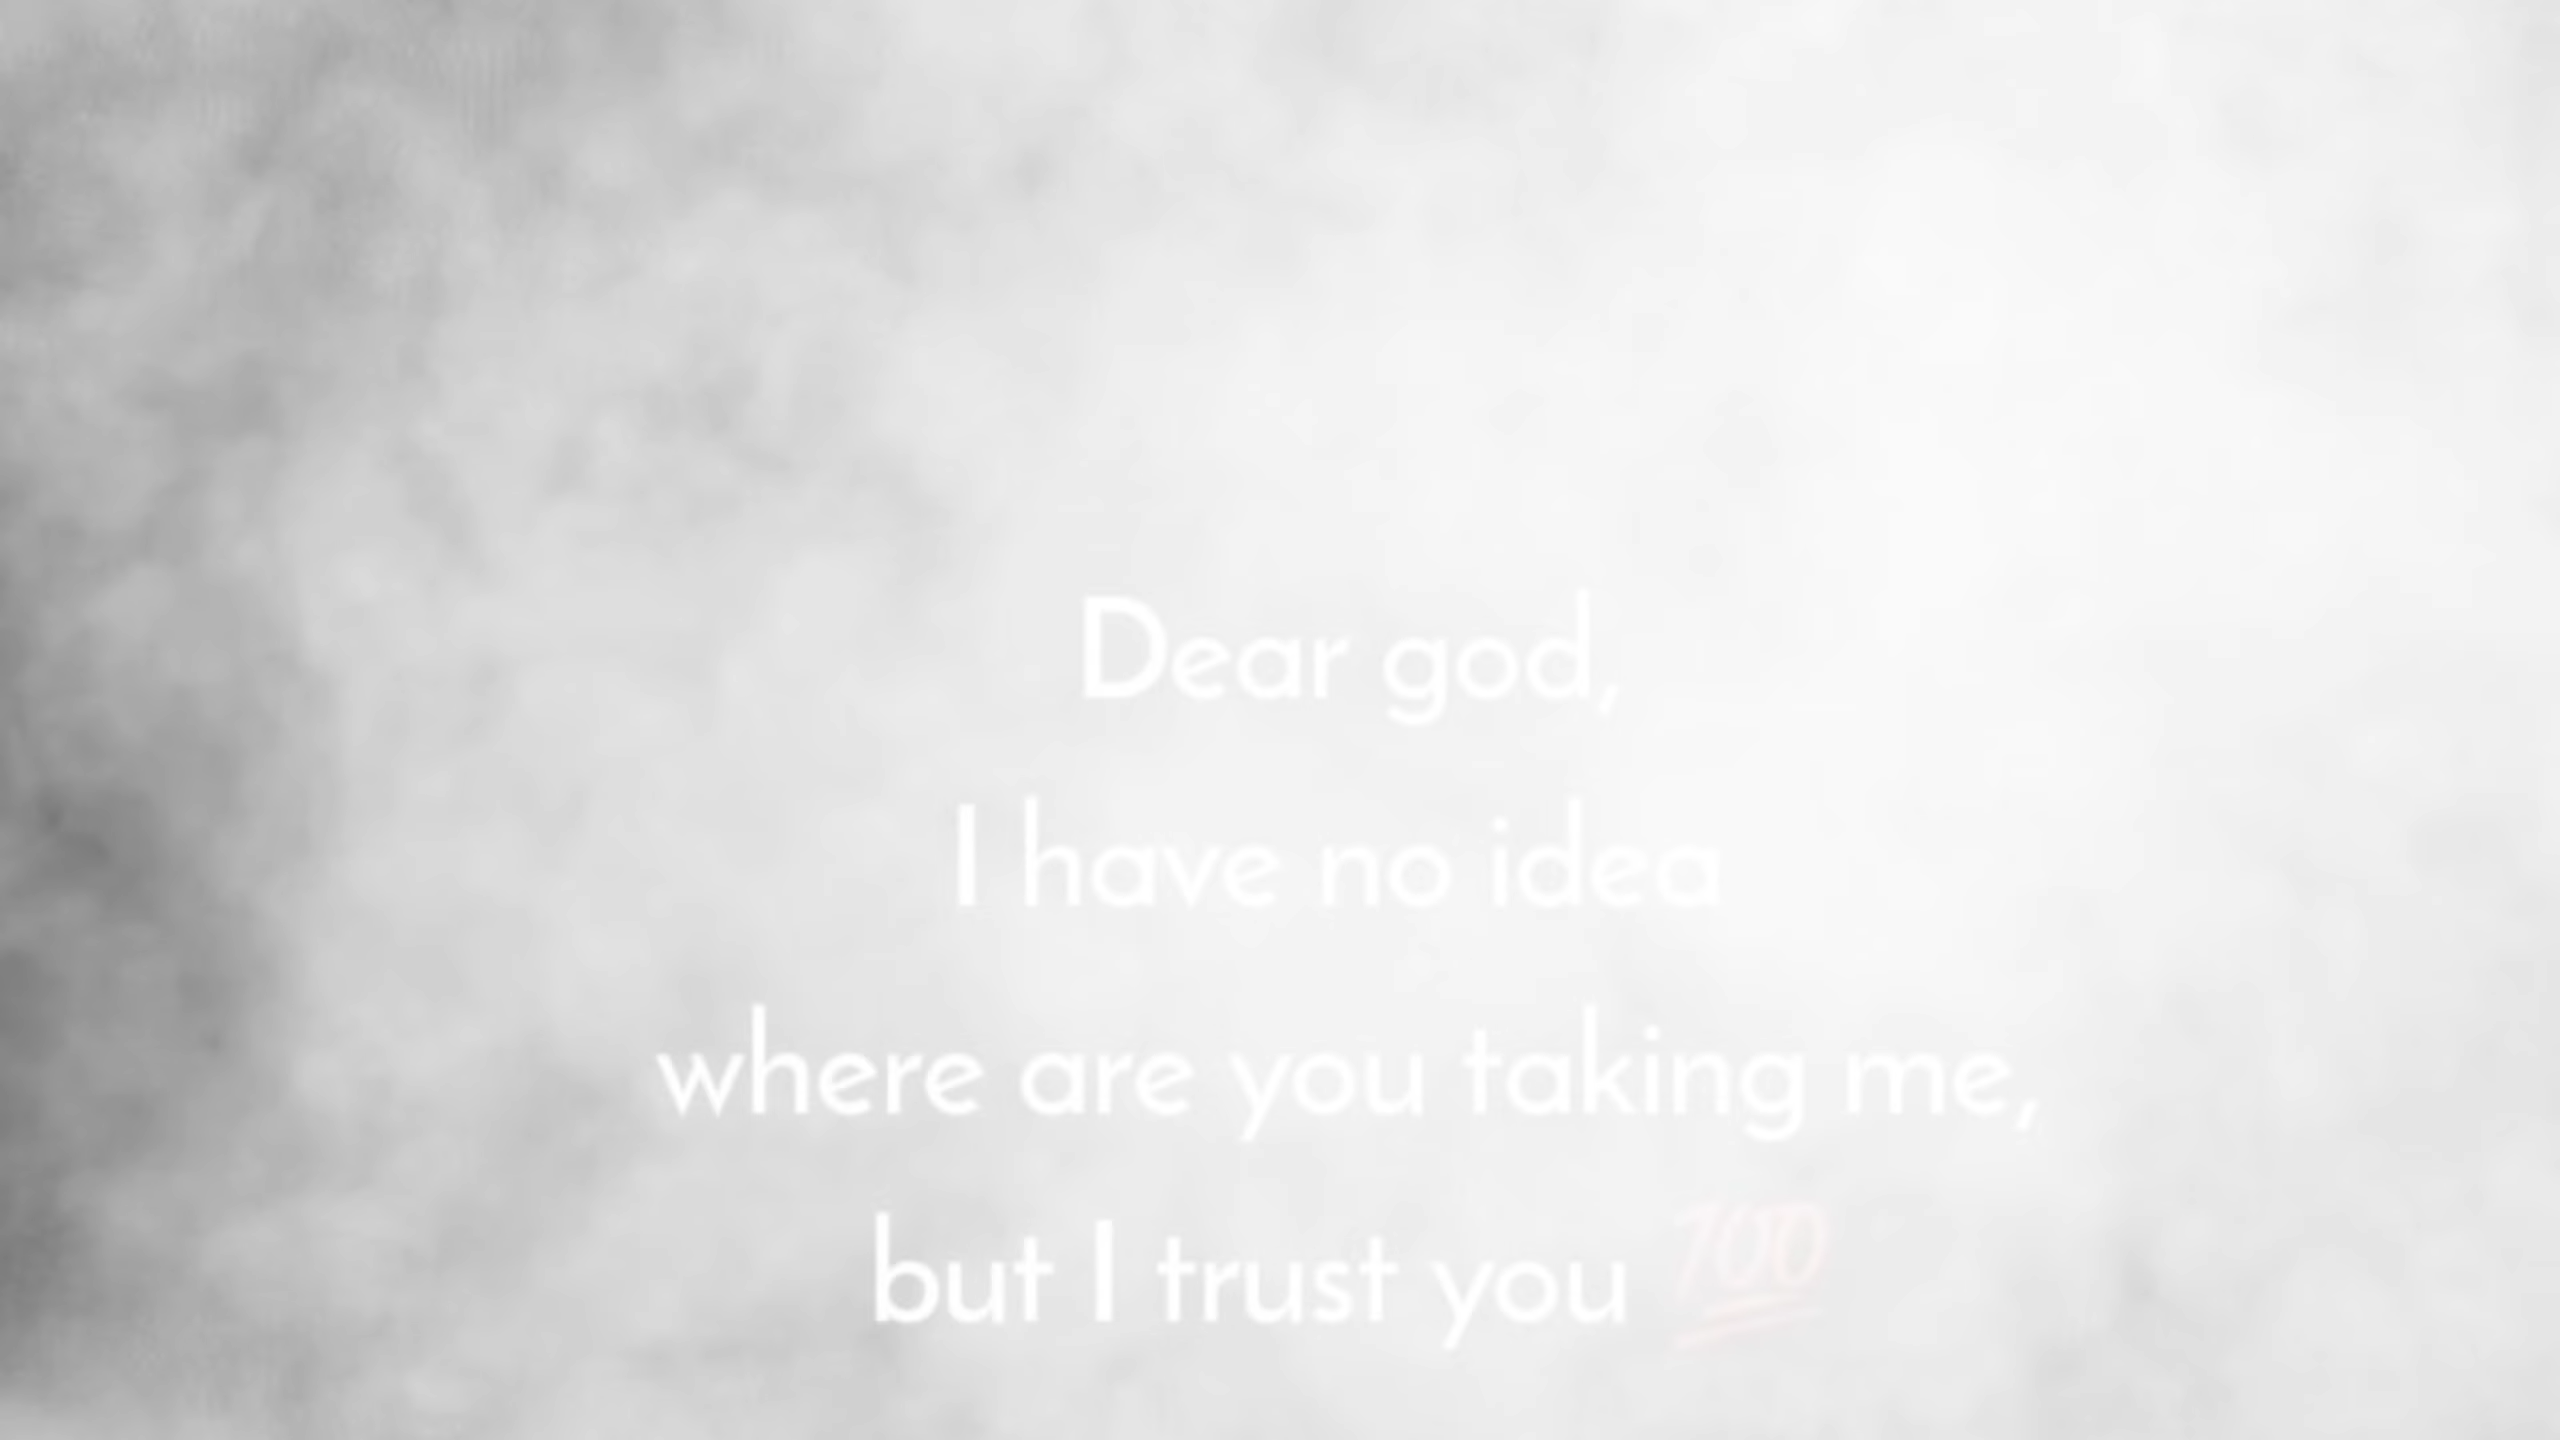 Dear god,
I have no idea
where are you taking me,
but I trust you 💯